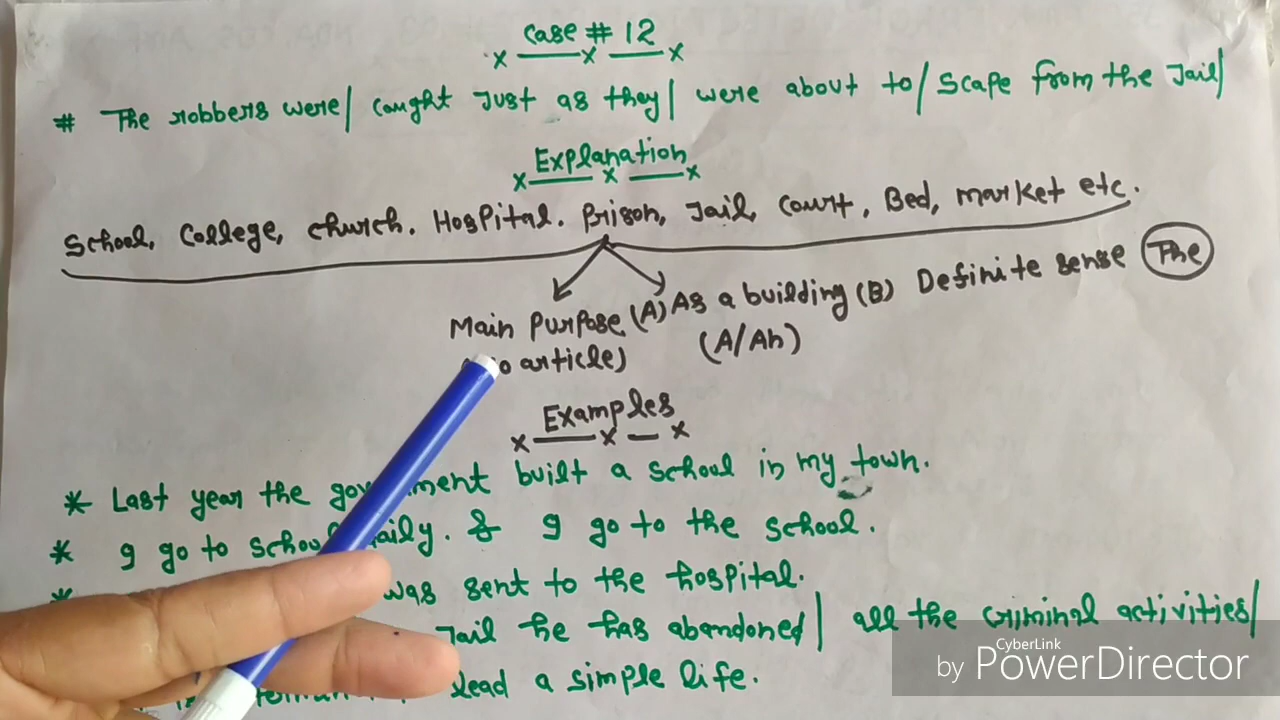 Case # 12
# The robbers were/ caught Just as they/ were about to/ Scape from the Jail/
Explanation
School, College, church. Hospital. Prison, Jail, Court, Bed, market etc.
Main Purpose (A) As a building (B) Definite sense The
article) (A/An)
Examples
* Last year the government built a school in my town.
* I go to school daily. & I go to the school.
* was sent to the hospital.
Jail he has abandoned/ all the criminal activities/
lead a simple life.
CyberLink
by PowerDirector